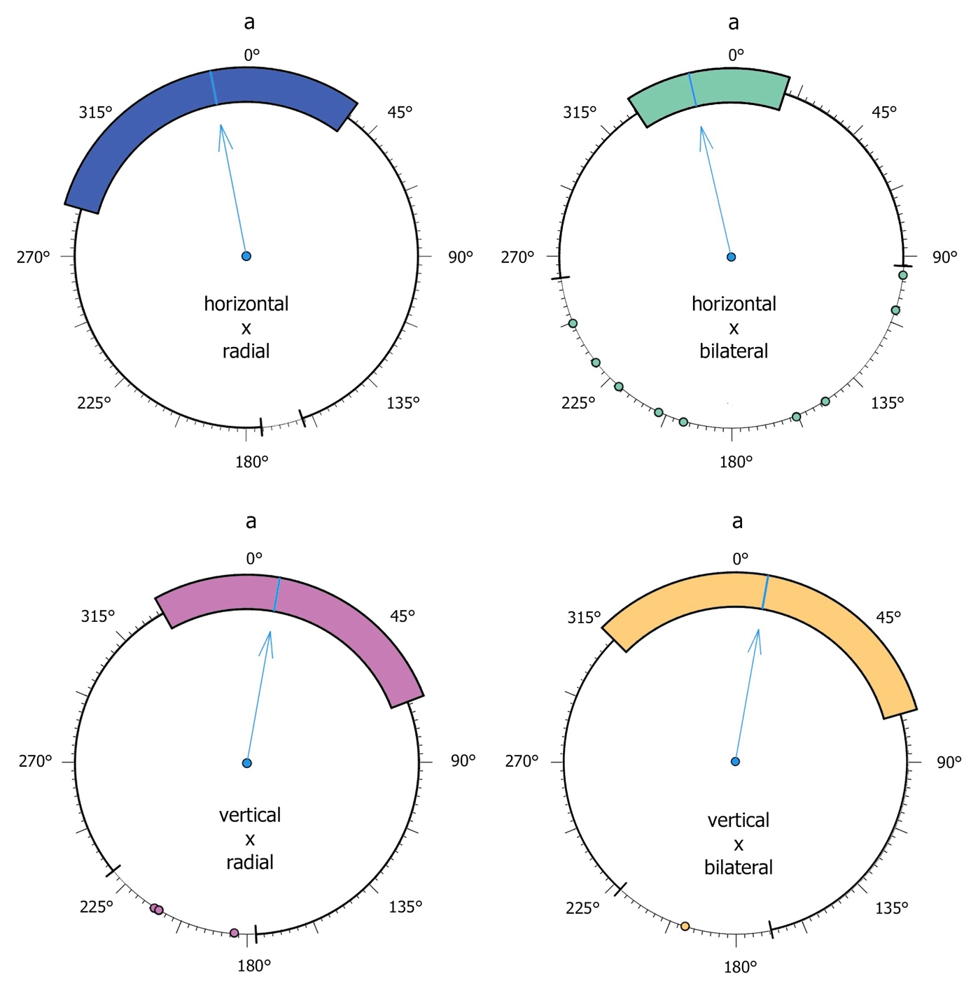 a
0°
315°
45°
270°
90°
horizontal
x
radial
225°
135°
180°
a
0°
315°
45°
270°
90°
horizontal
x
bilateral
225°
135°
180°
a
0°
315°
45°
270°
90°
vertical
x
radial
225°
135°
180°
a
0°
315°
45°
270°
90°
vertical
x
bilateral
225°
135°
180°